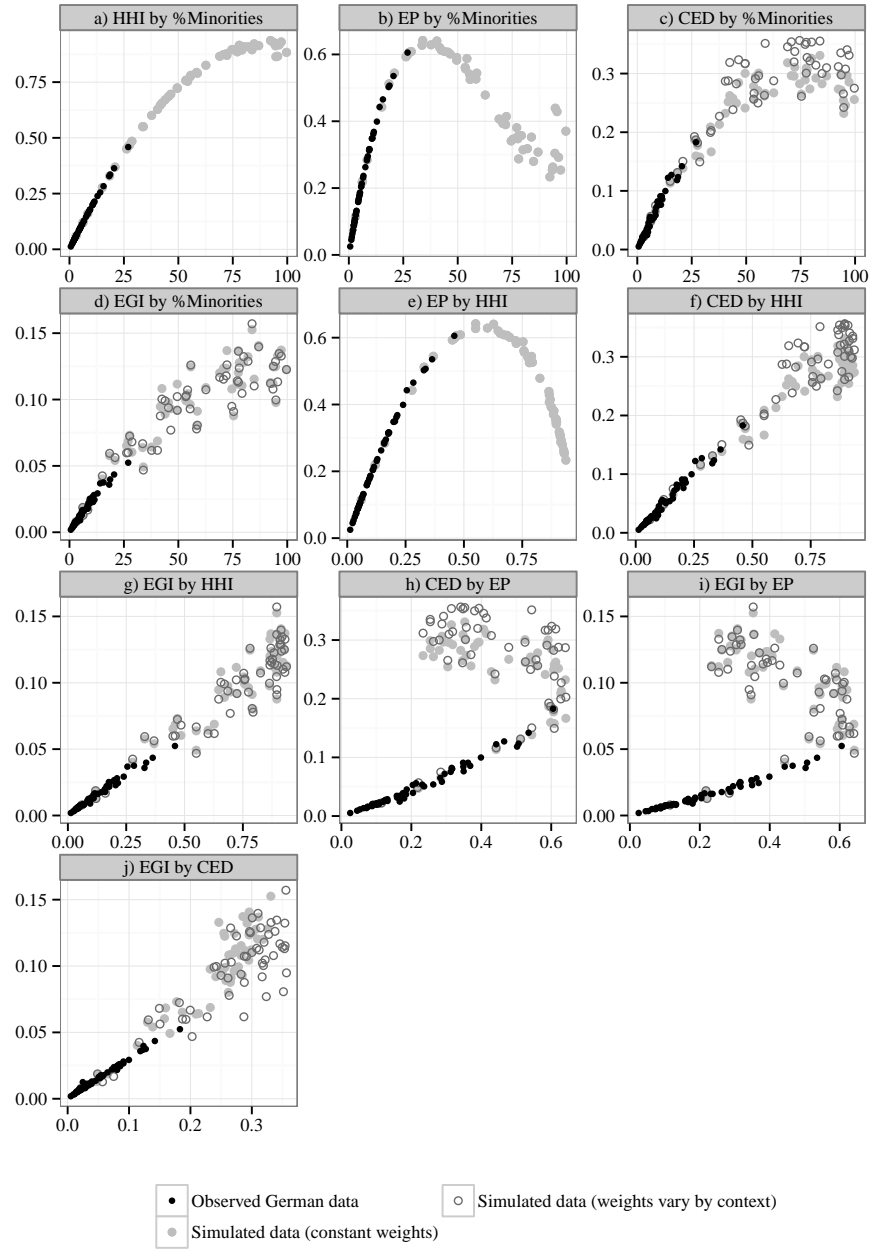 a) HHI by %Minorities
b) EP by %Minorities
c) CED by %Minorities
0.75
0.50
0.25
0.00
0 25 50 75 100
0.6
0.4
0.2
0.0
0 25 50 75 100
0.3
0.2
0.1
0.0
0 25 50 75 100
d) EGI by %Minorities
e) EP by HHI
f) CED by HHI
0.15
0.10
0.05
0.00
0 25 50 75 100
0.6
0.4
0.2
0.0
0.00 0.25 0.50 0.75
0.3
0.2
0.1
0.0
0.00 0.25 0.50 0.75
g) EGI by HHI
h) CED by EP
i) EGI by EP
0.15
0.10
0.05
0.00
0.00 0.25 0.50 0.75
0.3
0.2
0.1
0.0
0.0 0.2 0.4 0.6
0.15
0.10
0.05
0.00
0.0 0.2 0.4 0.6
j) EGI by CED
0.15
0.10
0.05
0.00
0.0 0.1 0.2 0.3
Observed German data
Simulated data (weights vary by context)
Simulated data (constant weights)